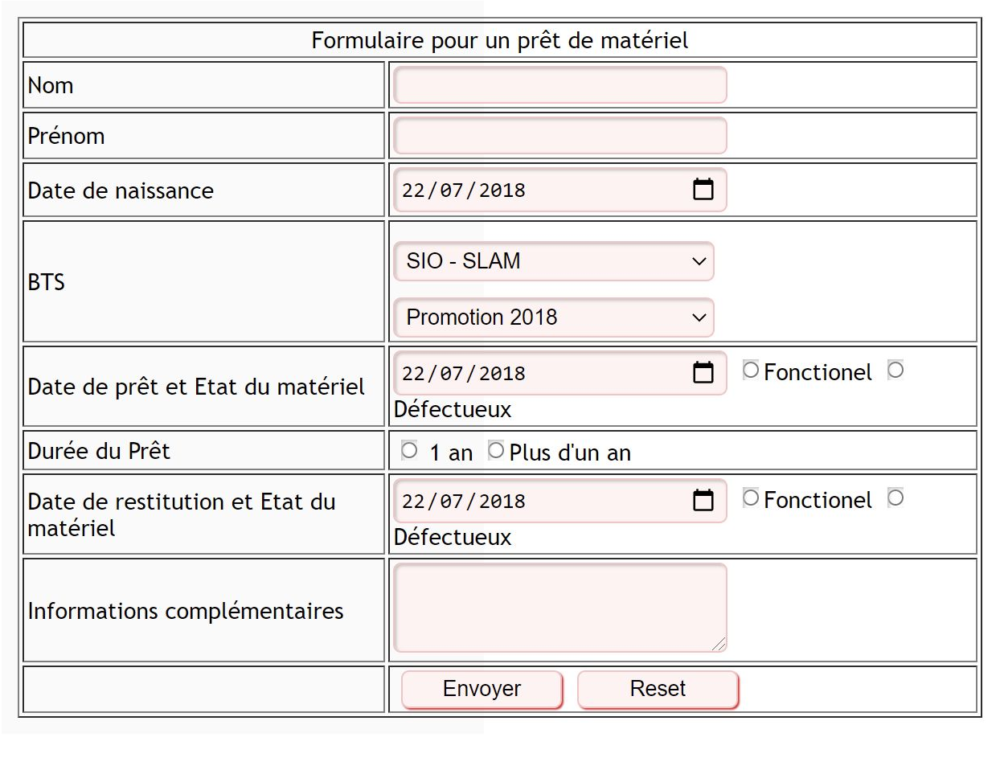 Formulaire pour un prêt de matériel
Nom
Prénom
Date de naissance
22/07/2018
BTS
SIO - SLAM
Promotion 2018
Date de prêt et Etat du matériel
22/07/2018 Fonctionel
Défectueux
Durée du Prêt
1 an Plus d'un an
Date de restitution et Etat du
matériel
22/07/2018 Fonctionel
Défectueux
Informations complémentaires
Envoyer Reset